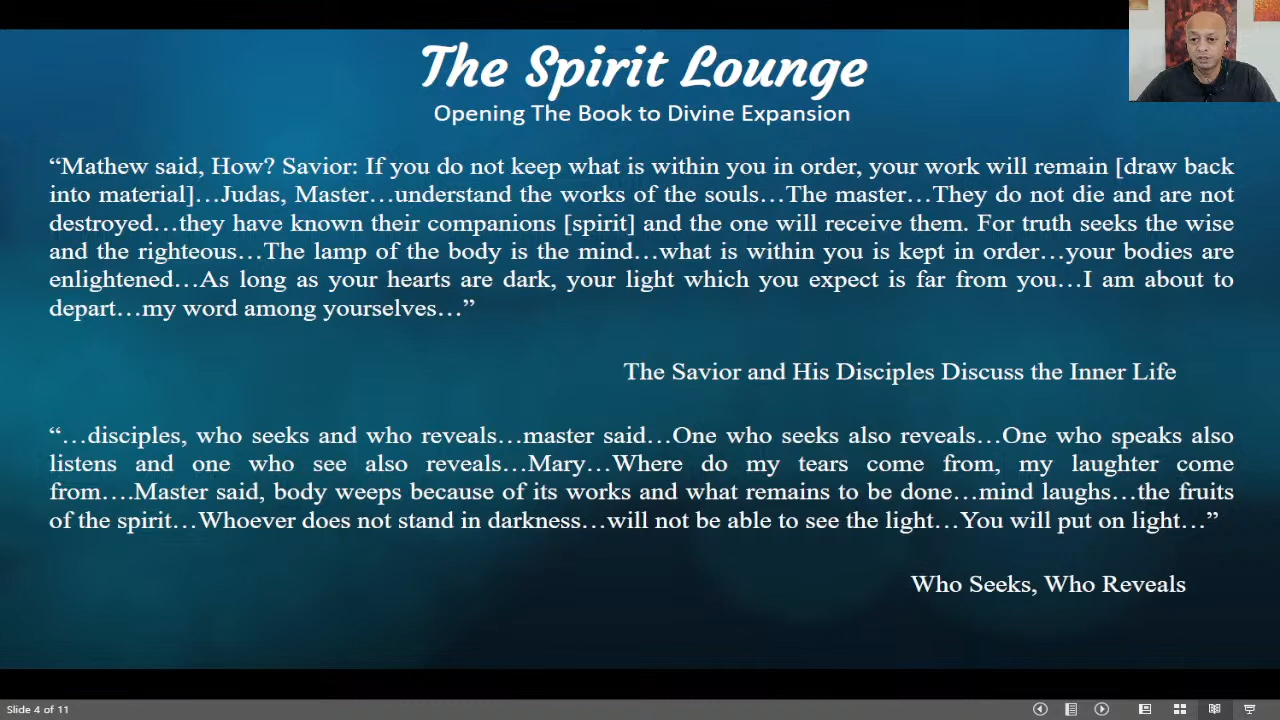 The Spirit Lounge
Opening The Book to Divine Expansion
“Mathew said, How? Savior: If you do not keep what is within you in order, your work will remain [draw back
into material]…Judas, Master…understand the works of the souls…The master…They do not die and are not
destroyed…they have known their companions [spirit] and the one will receive them. For truth seeks the wise
and the righteous…The lamp of the body is the mind…what is within you is kept in order…your bodies are
enlightened…As long as your hearts are dark, your light which you expect is far from you…I am about to
depart…my word among yourselves…”
The Savior and His Disciples Discuss the Inner Life
“…disciples, who seeks and who reveals…master said…One who seeks also reveals…One who speaks also
listens and one who see also reveals…Mary…Where do my tears come from, my laughter come
from….Master said, body weeps because of its works and what remains to be done…mind laughs…the fruits
of the spirit…Whoever does not stand in darkness…will not be able to see the light…You will put on light…”
Who Seeks, Who Reveals
Slide 4 of 11